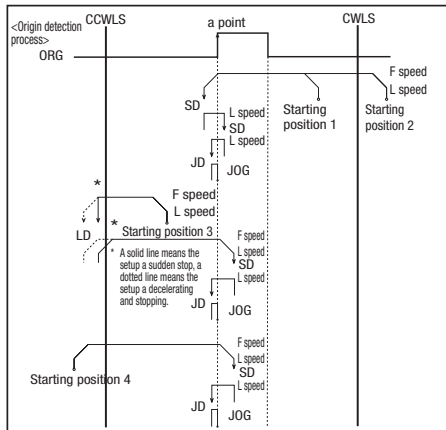 <Origin detection
process>
CCWLS
a point
CWLS
ORG
F speed
L speed
SD
L speed
SD
Starting
position 1
Starting
position 2
L speed
JD
JOG
*
F speed
L speed
LD
*
Starting position 3
F speed
* A solid line means the
setup a sudden stop, a
dotted line means the
setup a decelerating
and stopping.
L speed
SD
L speed
JD
JOG
F speed
L speed
SD
Starting position 4
L speed
JD
JOG